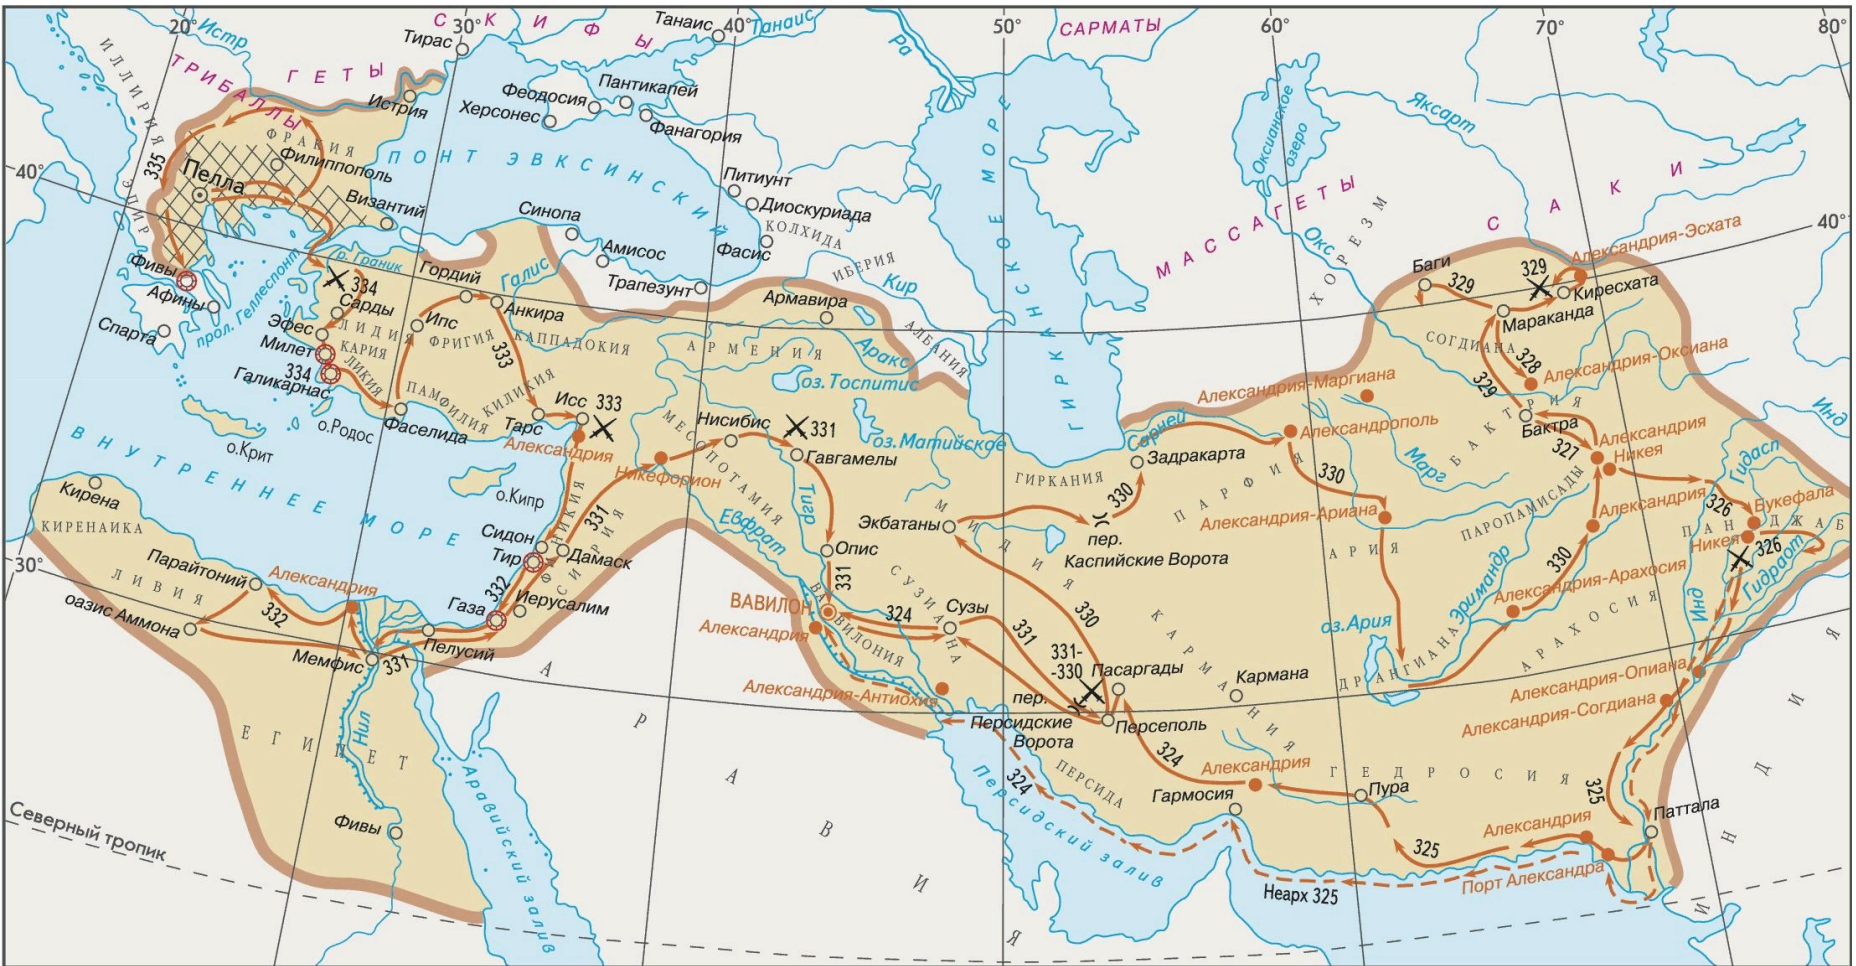 20°
30°
40°
50°
60°
70°
80°
СКИФЫ
САРМАТЫ
Истр
Тирас
Танаис
Танаис
Ра
ИЛЛИРИЯ
ТРИБАЛЛЫ
ГЕТЫ
Истрия
Феодосия
Пантикапей
Херсонес
Фанагория
ФРАКИЯ
Филиппополь
335
Пелла
40°
ЭПИР
Византий
ПОНТ ЭВКСИНСКИЙ
Питиунт
Диоскуриада
КОЛХИДА
Фасис
Синопа
Амисос
Трапезунт
ИБЕРИЯ
Кир
АЛБАНИЯ
ГИРКАНСКОЕ МОРЕ
Оксианское
озеро
Яксарт
МАССАГЕТЫ
САКИ
Окс
ХОРЕЗМ
40°
Фивы
Афины
Спарта
прол. Геллеспонт
р. Граник
334
Сарды
Эфес
ЛИДИЯ
Милет
КАРИЯ
334
Галикарнас
ЛИКИЯ
Гордий
Галис
Анкира
Ипс
ФРИГИЯ
333
КАППАДОКИЯ
ПАМФИЛИЯ
КИЛИКИЯ
Фаселида
Тарс
Исс
333
Александрия
Армавира
АРМЕНИЯ
Аракс
оз.Тоспитис
оз.Матийское
Нисибис
331
Гавгамелы
МЕСОПОТАМИЯ
Никефорион
Тигр
Евфрат
о.Родос
о.Крит
о.Кипр
ВНУТРЕННЕЕ МОРЕ
Кирена
КИРЕНАИКА
30°
ЛИВИЯ
Парайтоний
оазис Аммона
332
Александрия
Мемфис
331
Пелусий
Газа
332
Иерусалим
Сидон
Тир
ФИНИКИЯ
Дамаск
СИРИЯ
331
ЕГИПЕТ
Нил
Фивы
Северный тропик
Аравийский залив
АРАВИЯ
Экбатаны
МИДИЯ
Опис
331
ВАВИЛОН
ВАВИЛОНИЯ
Александрия
Александрия-Антиохия
СУЗИАНА
Сузы
324
331
330
331-
-330
Пасаргады
пер.
Персидские
Ворота
Персеполь
ПЕРСИДА
324
Персидский залив
324
пер.
Каспийские Ворота
330
ГИРКАНИЯ
Сарней
Задракарта
ПАРФИЯ
Александрополь
330
Александрия-Маргиана
Марг
Александрия-Ариана
АРИЯ
оз.Ария
ДРАНГИАНА
Эримандр
КАРМАНИЯ
Кармана
Александрия
Гармосия
ГЕДРОСИЯ
Пура
325
Неарх 325
Александрия
Порт Александра
Паттала
325
Александрия-Согдиана
Александрия-Опиана
АРАХОСИЯ
Александрия-Арахосия
330
ПАРОПАМИСАДЫ
Александрия
Александрия
Никея
327
БАКТРИЯ
Бактра
329
328
Александрия-Оксиана
СОГДИАНА
Мараканда
Баги
329
329
Александрия-Эсхата
Киресхата
Инд
Гидасп
326
Букефала
ПАНДЖАБ
Никея
326
Гидраот
Инд
ИНДИЯ